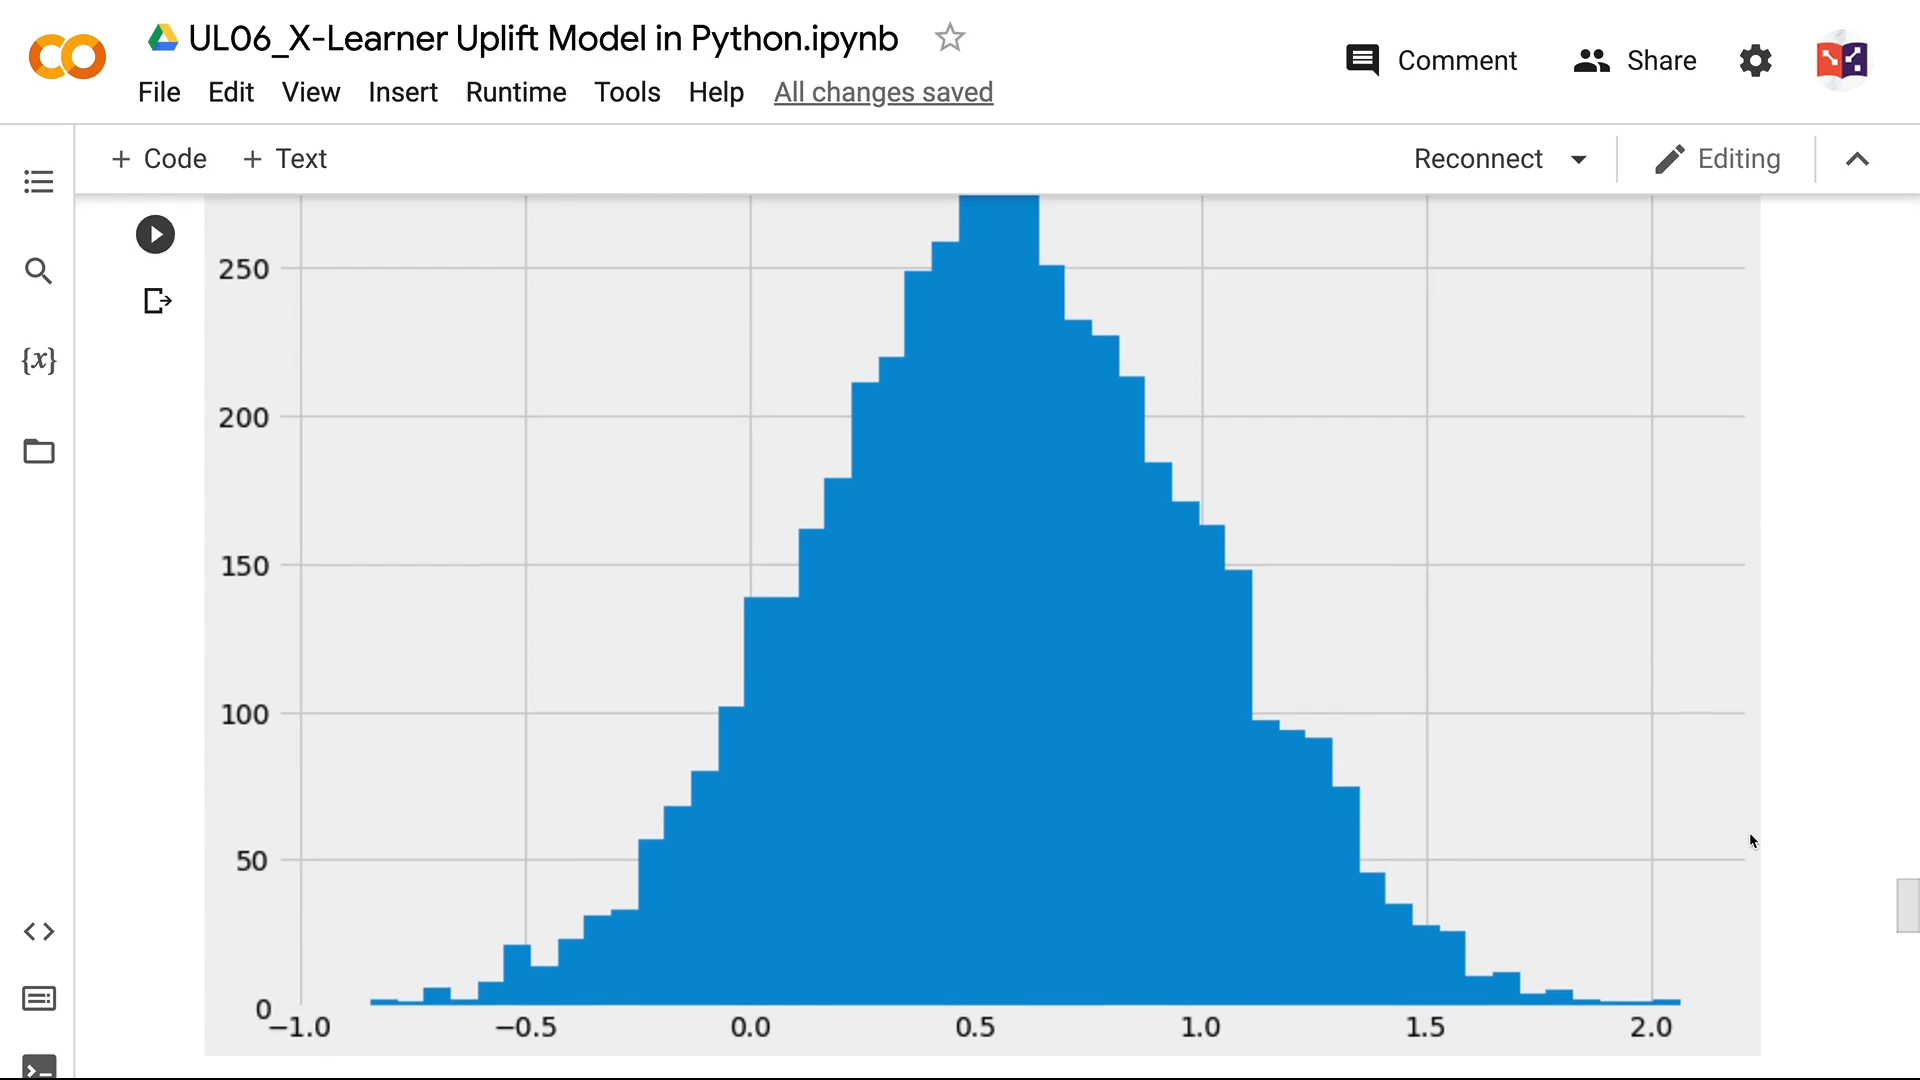 UL06_X-Learner Uplift Model in Python.ipynb
File Edit View Insert Runtime Tools Help All changes saved
Comment Share
+ Code + Text
Reconnect Editing
{x}
250
200
150
100
50
0
−1.0 −0.5 0.0 0.5 1.0 1.5 2.0